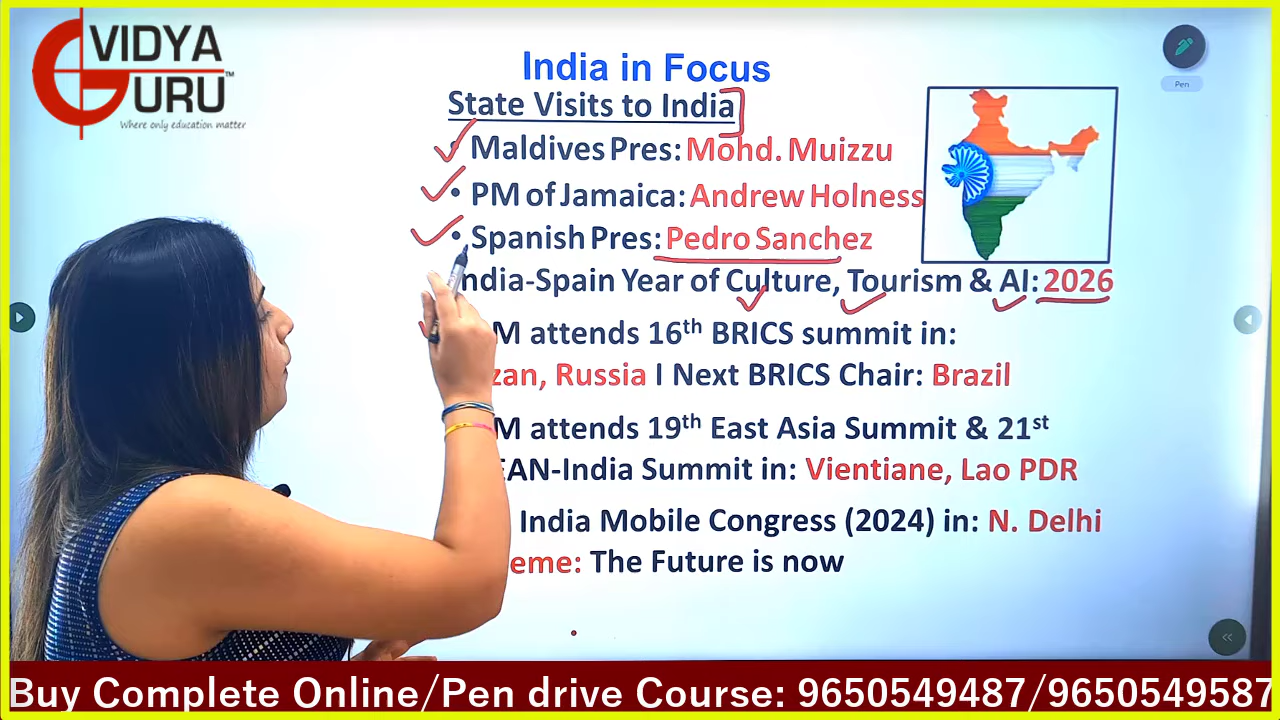 VIDYA
GURU
TM
Where only education matter
India in Focus
Pen
State Visits to India
• Maldives Pres: Mohd. Muizzu
• PM of Jamaica: Andrew Holness
• Spanish Pres: Pedro Sanchez
India-Spain Year of Culture, Tourism & AI: 2026
M attends 16th BRICS summit in:
zan, Russia I Next BRICS Chair: Brazil
M attends 19th East Asia Summit & 21st
EAN-India Summit in: Vientiane, Lao PDR
India Mobile Congress (2024) in: N. Delhi
eme: The Future is now
Buy Complete Online/Pen drive Course: 9650549487/9650549587